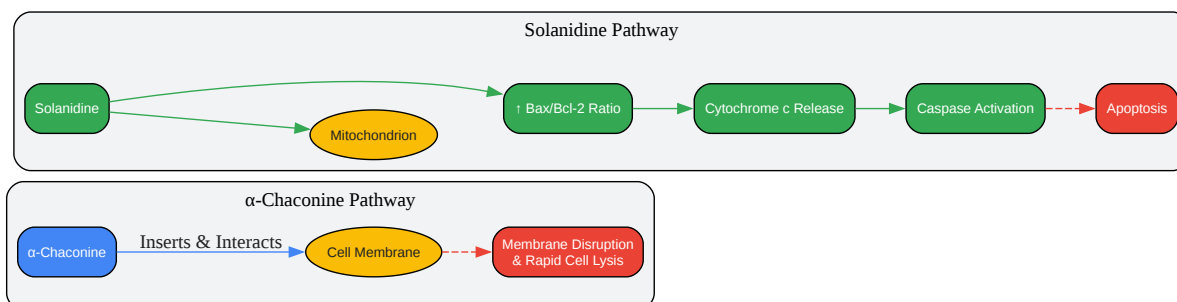 Solanidine Pathway
Solanidine
Mitochondrion
↑ Bax/Bcl-2 Ratio
Cytochrome c Release
Caspase Activation
Apoptosis
α-Chaconine Pathway
α-Chaconine
Inserts & Interacts
Cell Membrane
Membrane Disruption
& Rapid Cell Lysis